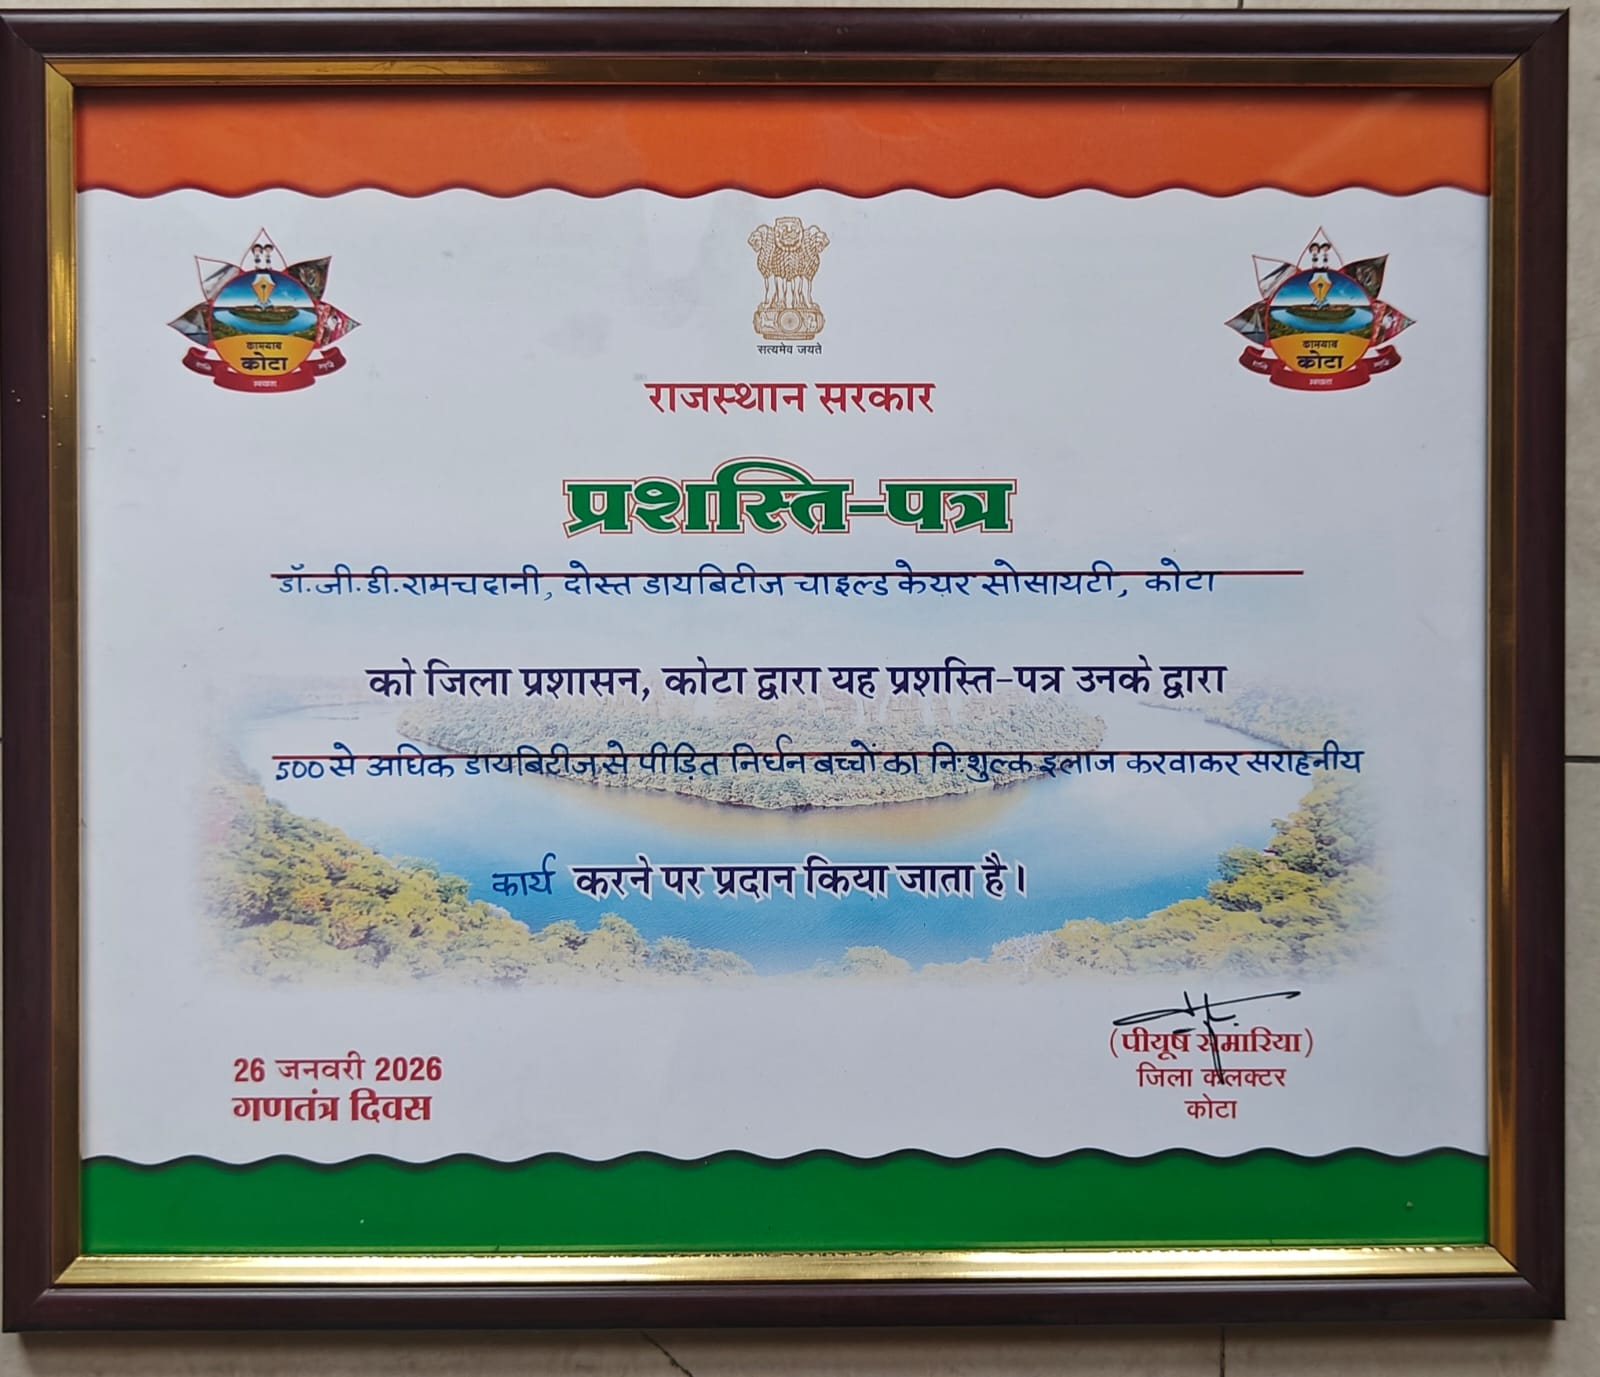 कामयाब
कोटा
सत्यमेव जयते
कामयाब
कोटा
राजस्थान सरकार
प्रशस्ति-पत्र
डॉ.जी.डी.रामचदानी, दोस्त डायबिटीज चाइल्ड केयर सोसायटी, कोटा
को जिला प्रशासन, कोटा द्वारा यह प्रशस्ति-पत्र उनके द्वारा
500 से अधिक डायबिटीज से पीड़ित निर्धन बच्चों का निःशुल्क इलाज करवाकर सराहनीय
कार्य करने पर प्रदान किया जाता है।
26 जनवरी 2026
गणतंत्र दिवस
(पीयूष समारिया)
जिला कलक्टर
कोटा